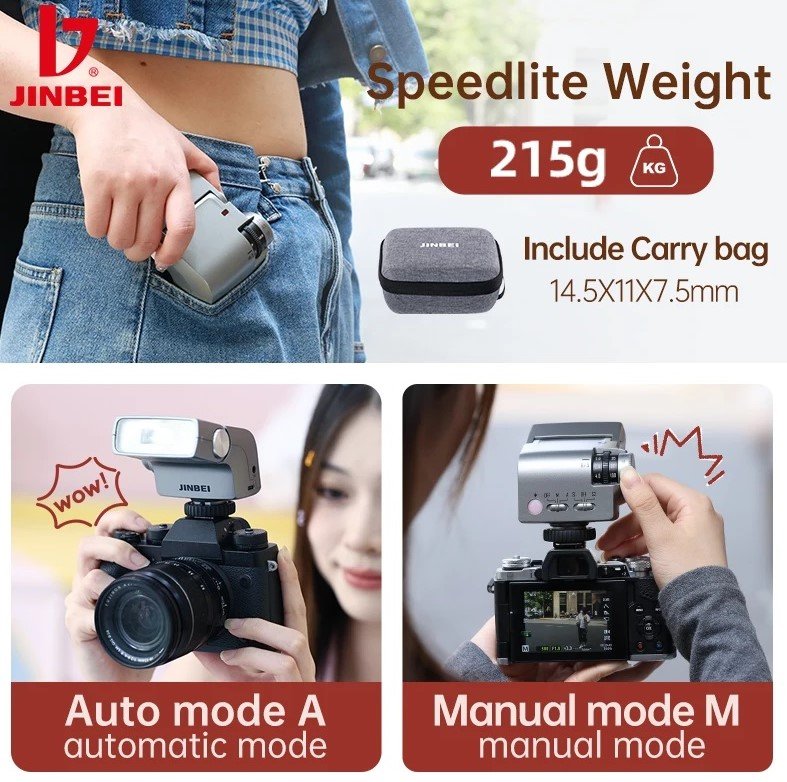 JINBEI
Speedlite Weight
215g
KG
JINBEI
Include Carry bag
14.5X11X7.5mm
wow!
JINBEI
Auto mode A
automatic mode
Manual mode M
manual mode